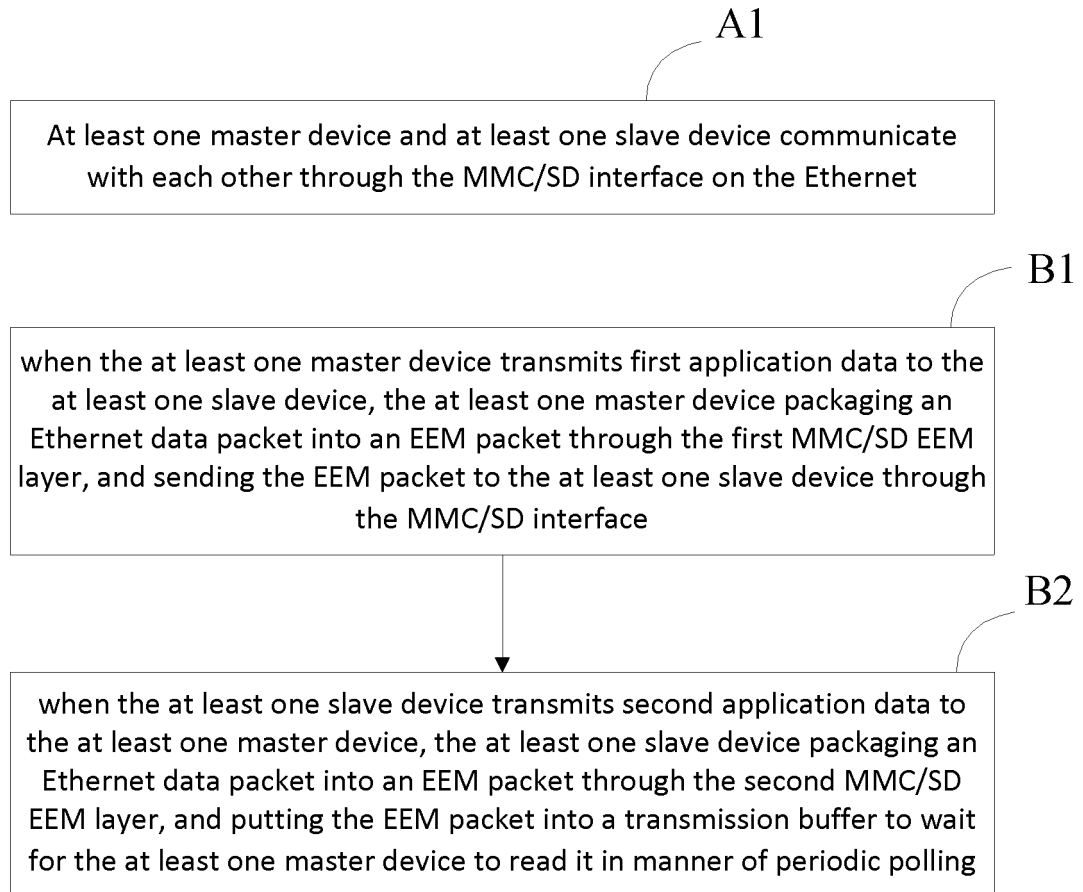 A1
At least one master device and at least one slave device communicate
with each other through the MMC/SD interface on the Ethernet
B1
when the at least one master device transmits first application data to the
at least one slave device, the at least one master device packaging an
Ethernet data packet into an EEM packet through the first MMC/SD EEM
layer, and sending the EEM packet to the at least one slave device through
the MMC/SD interface
B2
when the at least one slave device transmits second application data to
the at least one master device, the at least one slave device packaging an
Ethernet data packet into an EEM packet through the second MMC/SD
EEM layer, and putting the EEM packet into a transmission buffer to wait
for the at least one master device to read it in manner of periodic polling